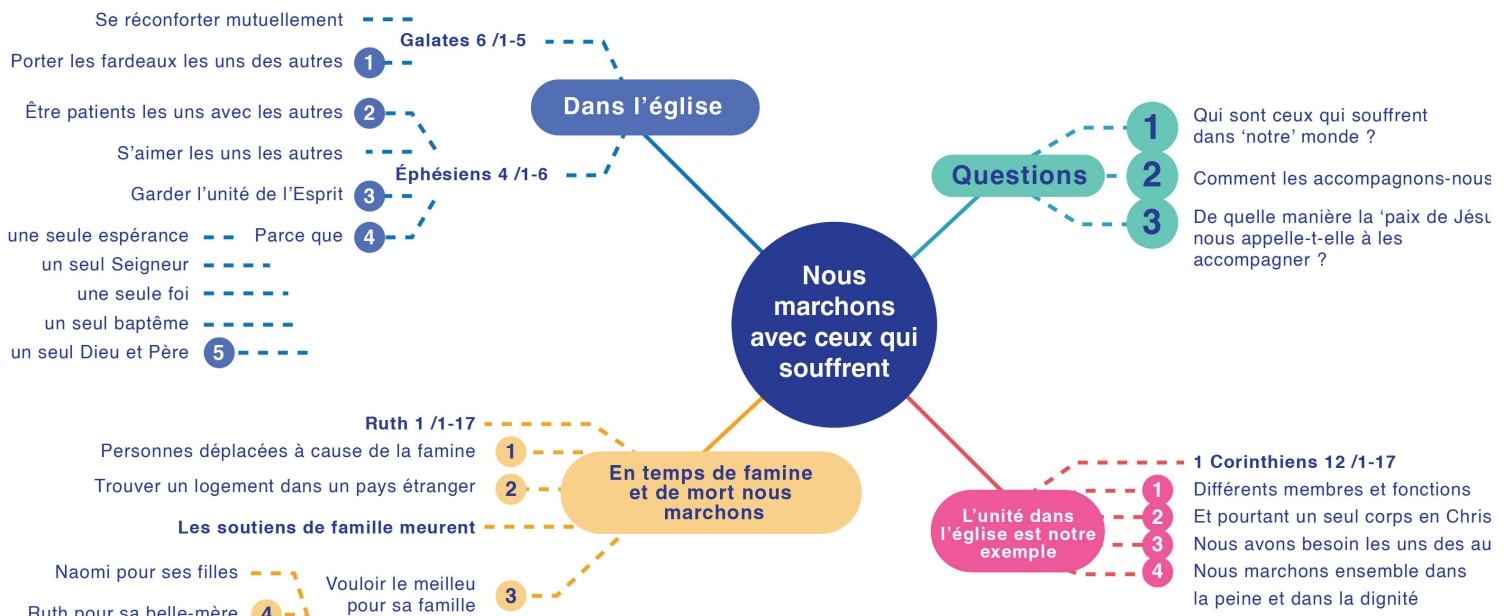 Se réconforter mutuellement
Galates 6 /1-5
Porter les fardeaux les uns des autres
1
Dans l’église
Être patients les uns avec les autres
2
S’aimer les uns les autres
Éphésiens 4 /1-6
Garder l’unité de l’Esprit
3
une seule espérance
Parce que
4
un seul Seigneur
une seule foi
un seul baptême
un seul Dieu et Père
5
Nous
marchons
avec ceux qui
souffrent
Questions
1
Qui sont ceux qui souffrent
dans ‘notre’ monde ?
2
Comment les accompagnons-nous
3
De quelle manière la ‘paix de Jésu
nous appelle-t-elle à les
accompagner ?
Ruth 1 /1-17
Personnes déplacées à cause de la famine
1
Trouver un logement dans un pays étranger
2
En temps de famine
et de mort nous
marchons
Les soutiens de famille meurent
Naomi pour ses filles
Vouloir le meilleu
pour sa famille
3
Ruth pour sa belle-mère
4
L’unité dans
l’église est notre
exemple
1 Corinthiens 12 /1-17
1
Différents membres et fonctions
2
Et pourtant un seul corps en Chris
3
Nous avons besoin les uns des au
4
Nous marchons ensemble dans
la peine et dans la dignité